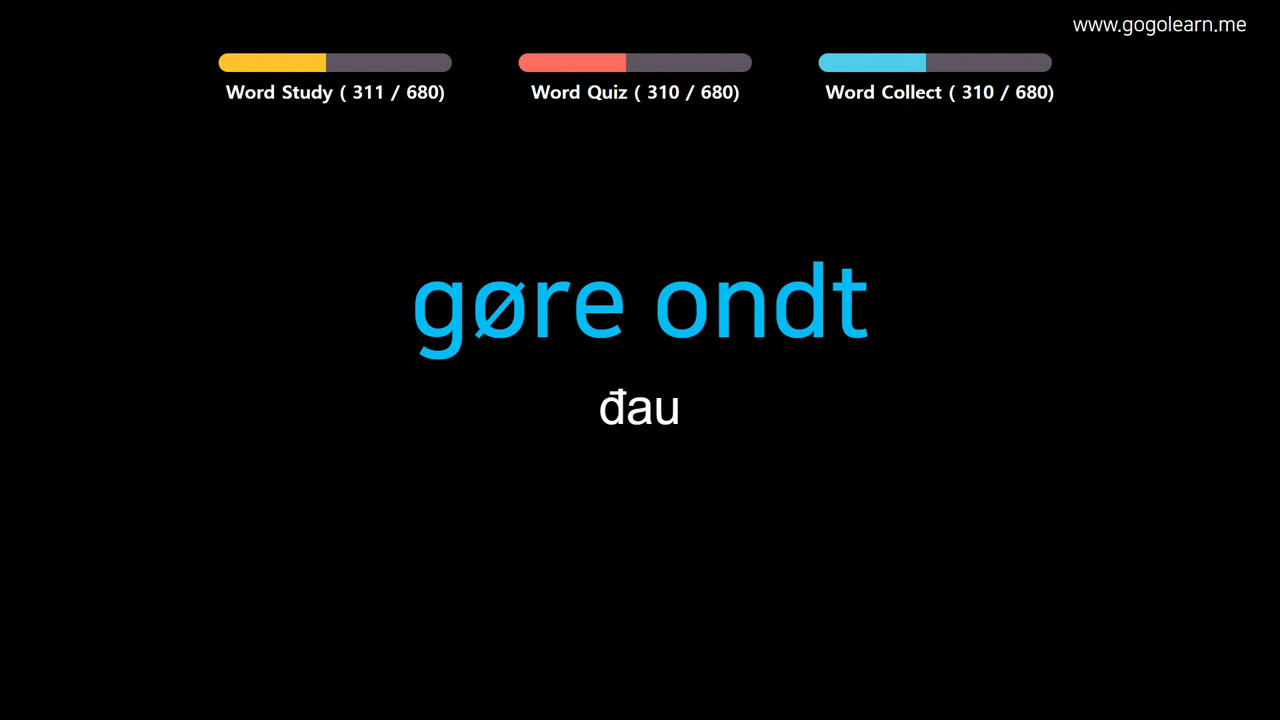 www.gogolearn.me
Word Study ( 311 / 680)
Word Quiz ( 310 / 680)
Word Collect ( 310 / 680)
gøre ondt
đau